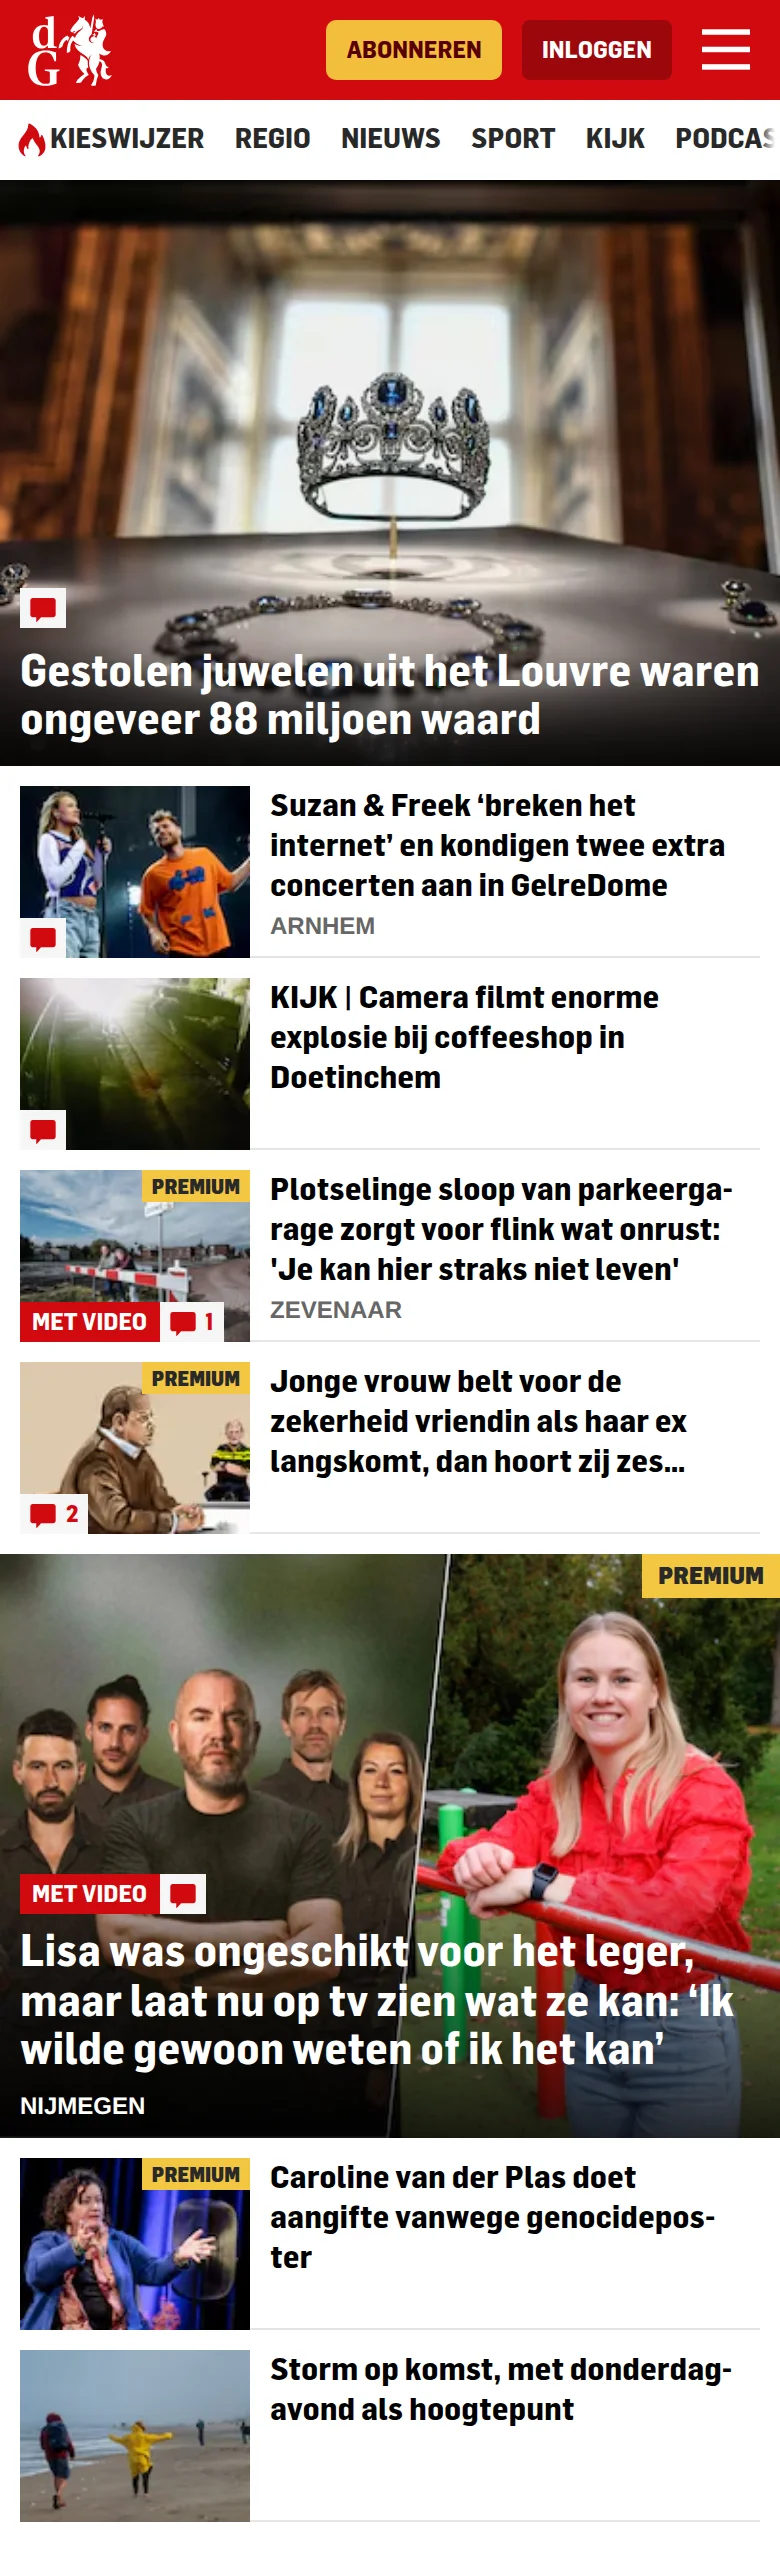 dG
ABONNEREN
INLOGGEN
KIESWIJZER REGIO NIEUWS SPORT KIJK PODCAS
Gestolen juwelen uit het Louvre waren
ongeveer 88 miljoen waard
Suzan & Freek ‘breken het
internet’ en kondigen twee extra
concerten aan in GelreDome
ARNHEM
KIJK | Camera filmt enorme
explosie bij coffeeshop in
Doetinchem
PREMIUM
MET VIDEO
1
Plotselinge sloop van parkeerga-
rage zorgt voor flink wat onrust:
'Je kan hier straks niet leven'
ZEVENAAR
PREMIUM
2
Jonge vrouw belt voor de
zekerheid vriendin als haar ex
langskomt, dan hoort zij zes...
PREMIUM
MET VIDEO
Lisa was ongeschikt voor het leger,
maar laat nu op tv zien wat ze kan: ‘Ik
wilde gewoon weten of ik het kan’
NIJMEGEN
PREMIUM
Caroline van der Plas doet
aangifte vanwege genocidepos-
ter
Storm op komst, met donderdag-
avond als hoogtepunt